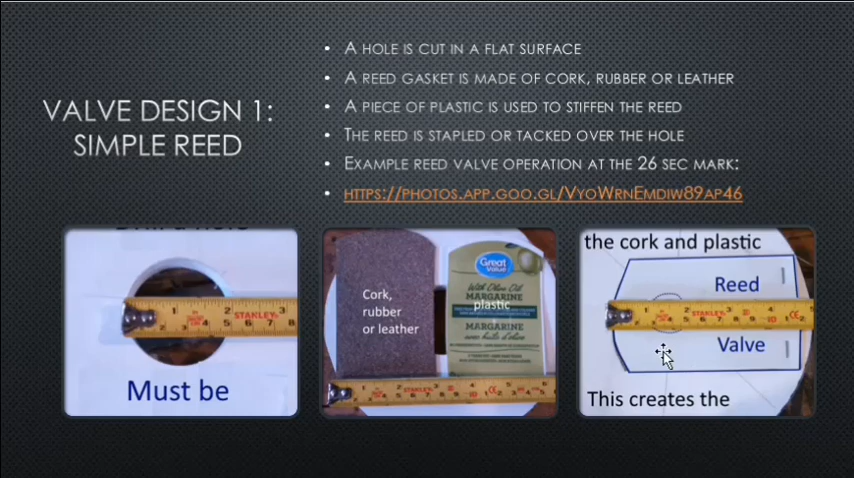 VALVE DESIGN 1:
SIMPLE REED
• A HOLE IS CUT IN A FLAT SURFACE
• A REED GASKET IS MADE OF CORK, RUBBER OR LEATHER
• A PIECE OF PLASTIC IS USED TO STIFFEN THE REED
• THE REED IS STAPLED OR TACKED OVER THE HOLE
• EXAMPLE REED VALVE OPERATION AT THE 26 SEC MARK:
• HTTPS://PHOTOS.APP.GOO.GL/VYOWRNEMDIW89AP46
STANLEY
Must be
Cork,
rubber
or leather
Great
Value
With Olive Oil
MARGARINE
plastic
MARGARINE
STANLEY
the cork and plastic
Reed
STANLEY
Valve
This creates the